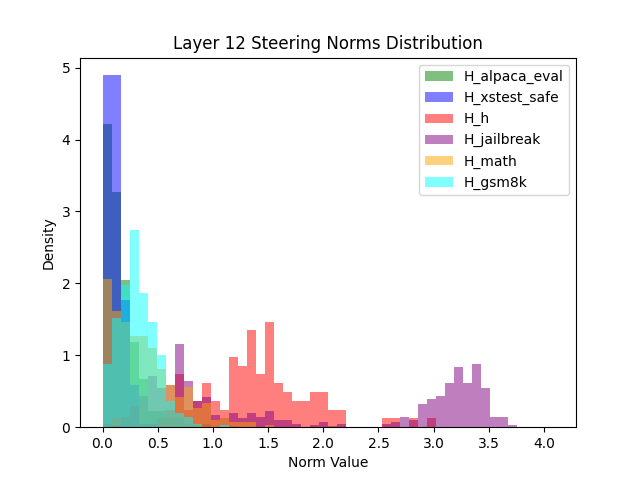 Layer 12 Steering Norms Distribution
H_alpaca_eval
H_xstest_safe
H_h
H_jailbreak
H_math
H_gsm8k
Density
5
4
3
2
1
0
0.0 0.5 1.0 1.5 2.0 2.5 3.0 3.5 4.0
Norm Value